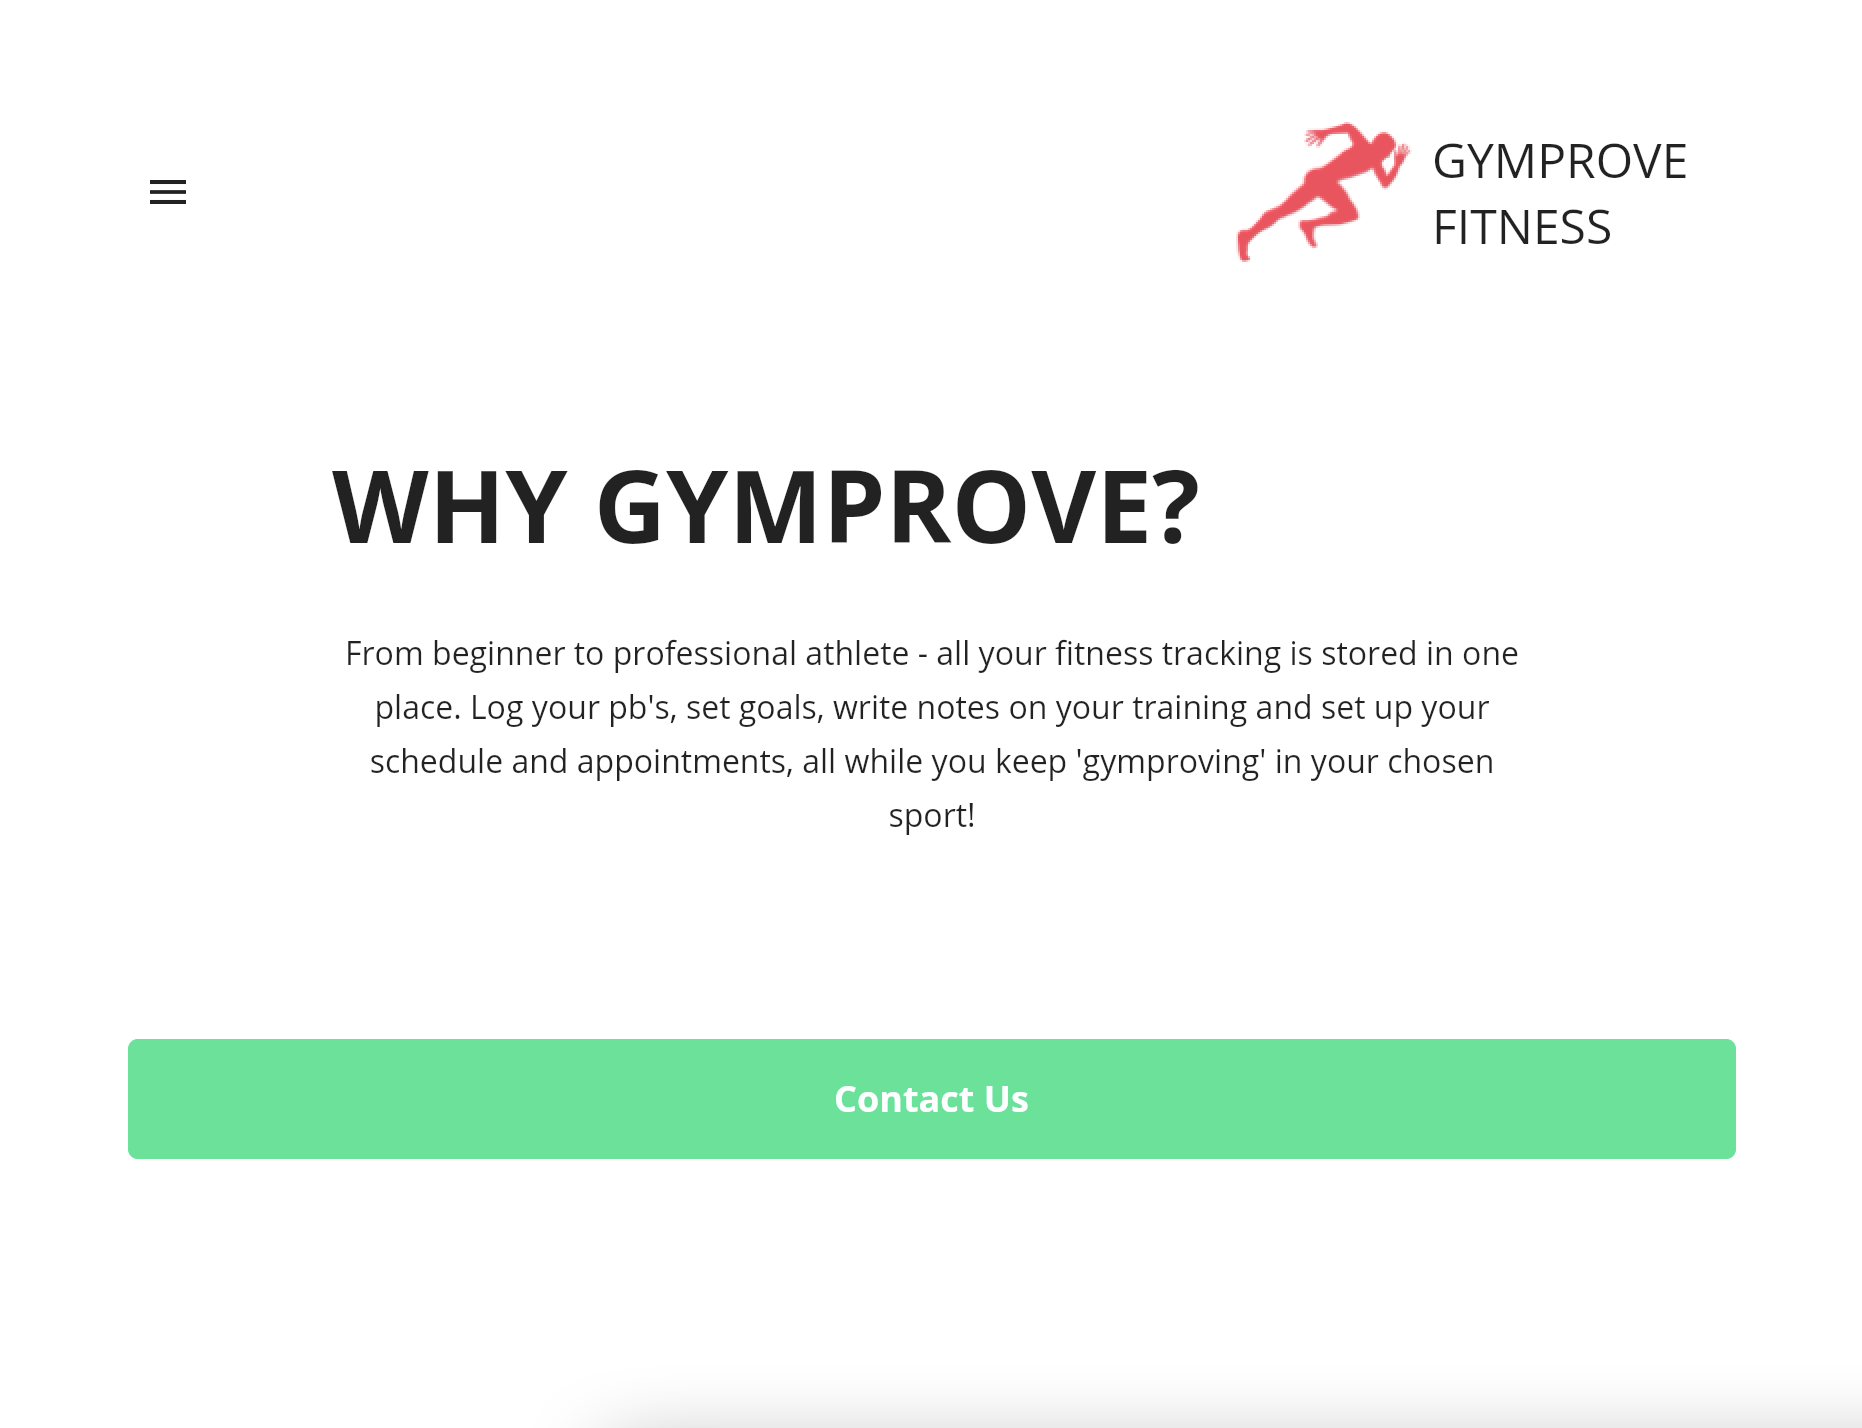 GYMPROVE
FITNESS
WHY GYMPROVE?
From beginner to professional athlete - all your fitness tracking is stored in one
place. Log your pb's, set goals, write notes on your training and set up your
schedule and appointments, all while you keep 'gymproving' in your chosen
sport!
Contact Us